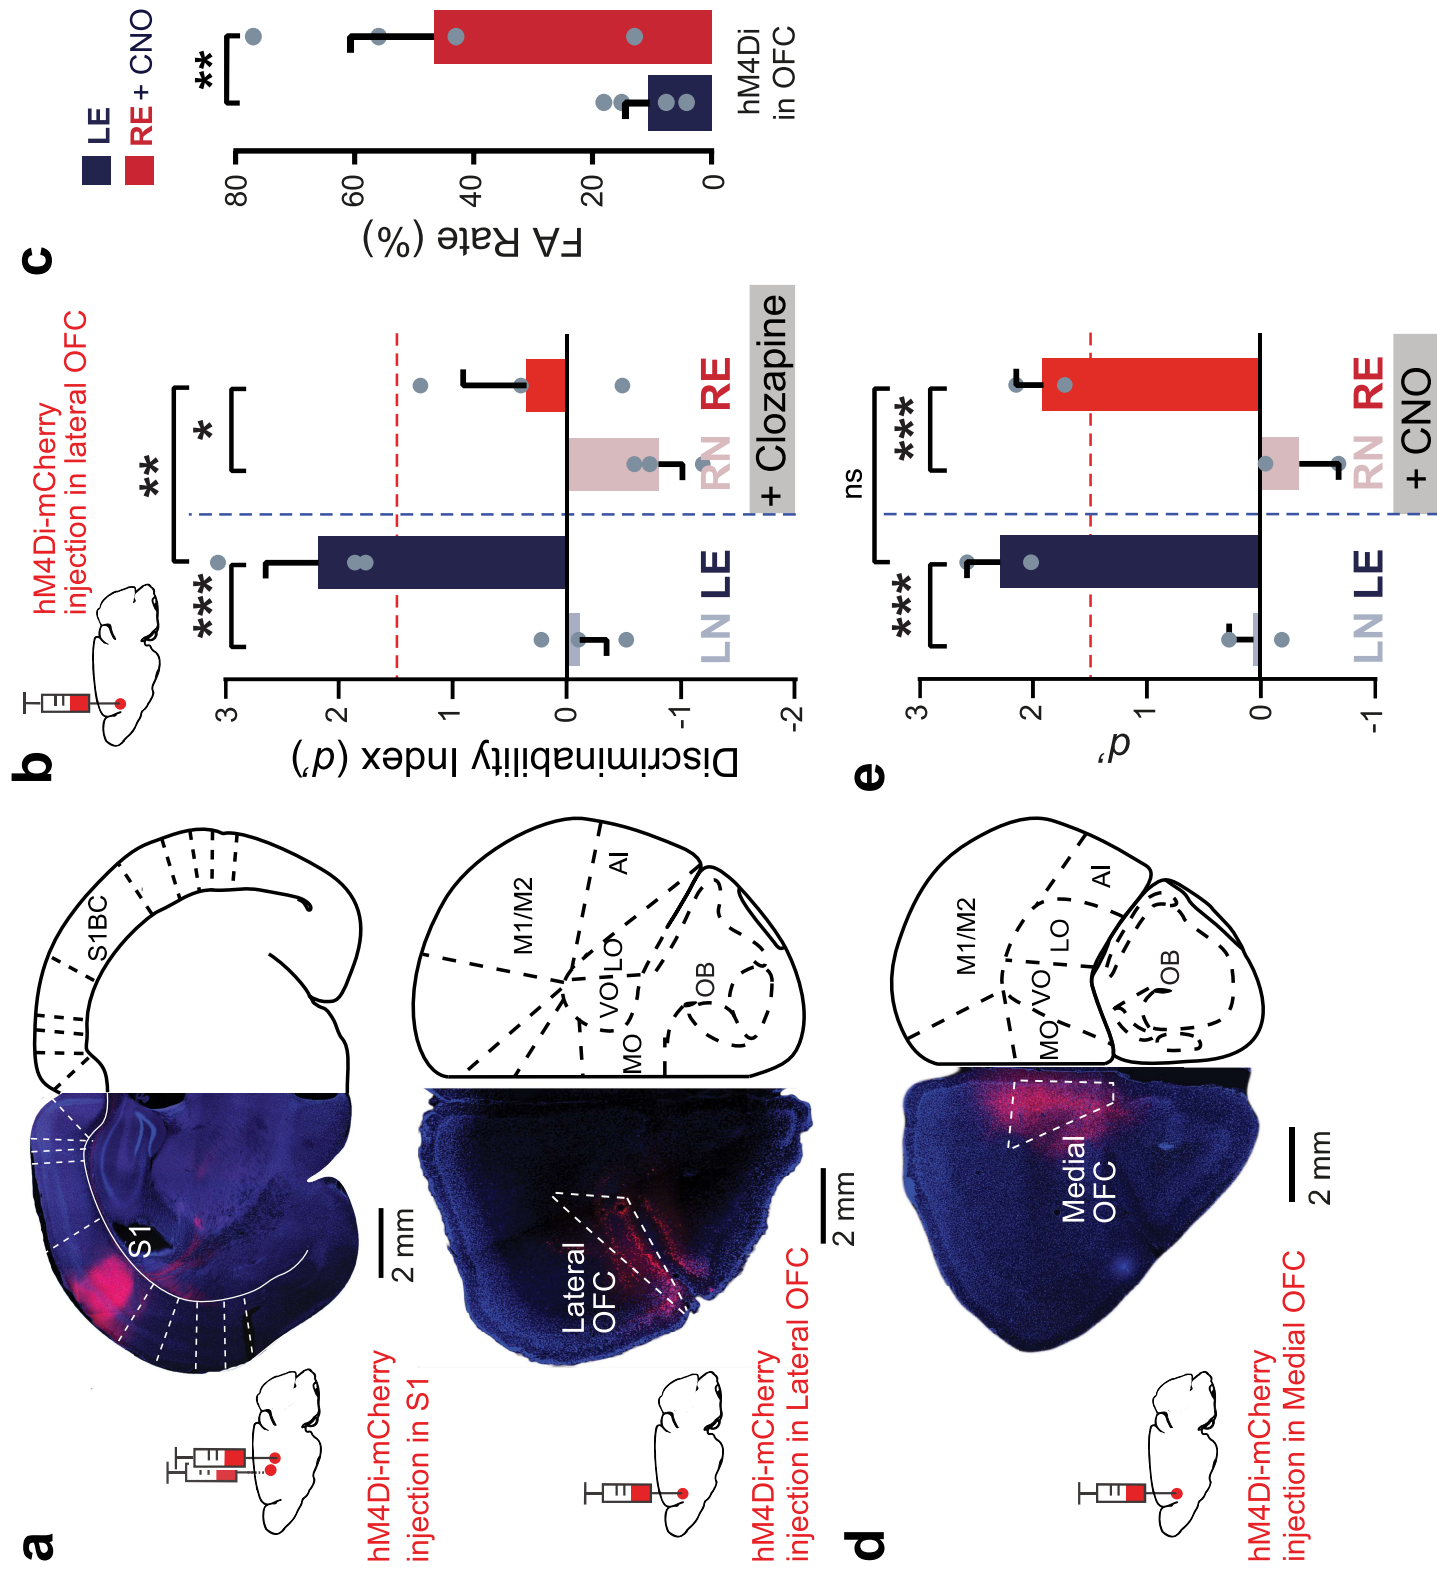 a
hM4Di-mCherry
injection in S1
S1
2 mm
S1BC
hM4Di-mCherry
injection in Lateral OFC
Lateral
OFC
2 mm
M1/M2
AI
VO
LO
MO
OB
b
hM4Di-mCherry
injection in lateral OFC
Discriminability Index (d’)
3
2
1
0
-1
-2
***
**
*
LN LE RN RE
+ Clozapine
c
LE
RE + CNO
FA Rate (%)
80
60
40
20
0
**
hM4Di
in OFC
d
hM4Di-mCherry
injection in Medial OFC
Medial
OFC
2 mm
M1/M2
AI
LO
VO
MO
OB
e
d’
3
2
1
0
-1
***
ns
***
LN LE RN RE
+ CNO